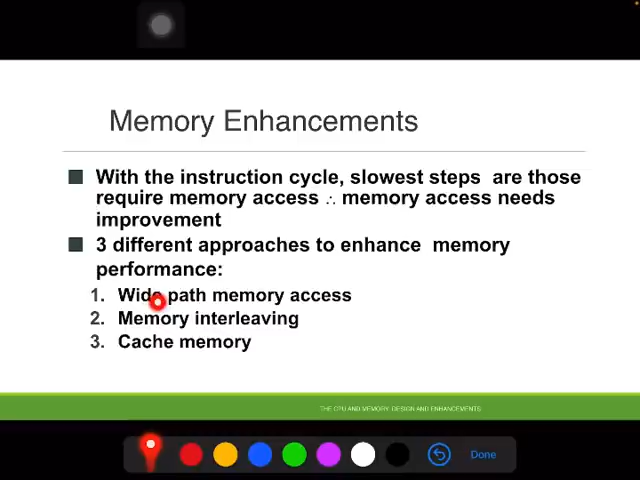 Memory Enhancements
■ With the instruction cycle, slowest steps are those
require memory access ∴ memory access needs
improvement
■ 3 different approaches to enhance memory
performance:
1. Wide path memory access
2. Memory interleaving
3. Cache memory
THE CPU AND MEMORY: DESIGN AND ENHANCEMENTS
Done